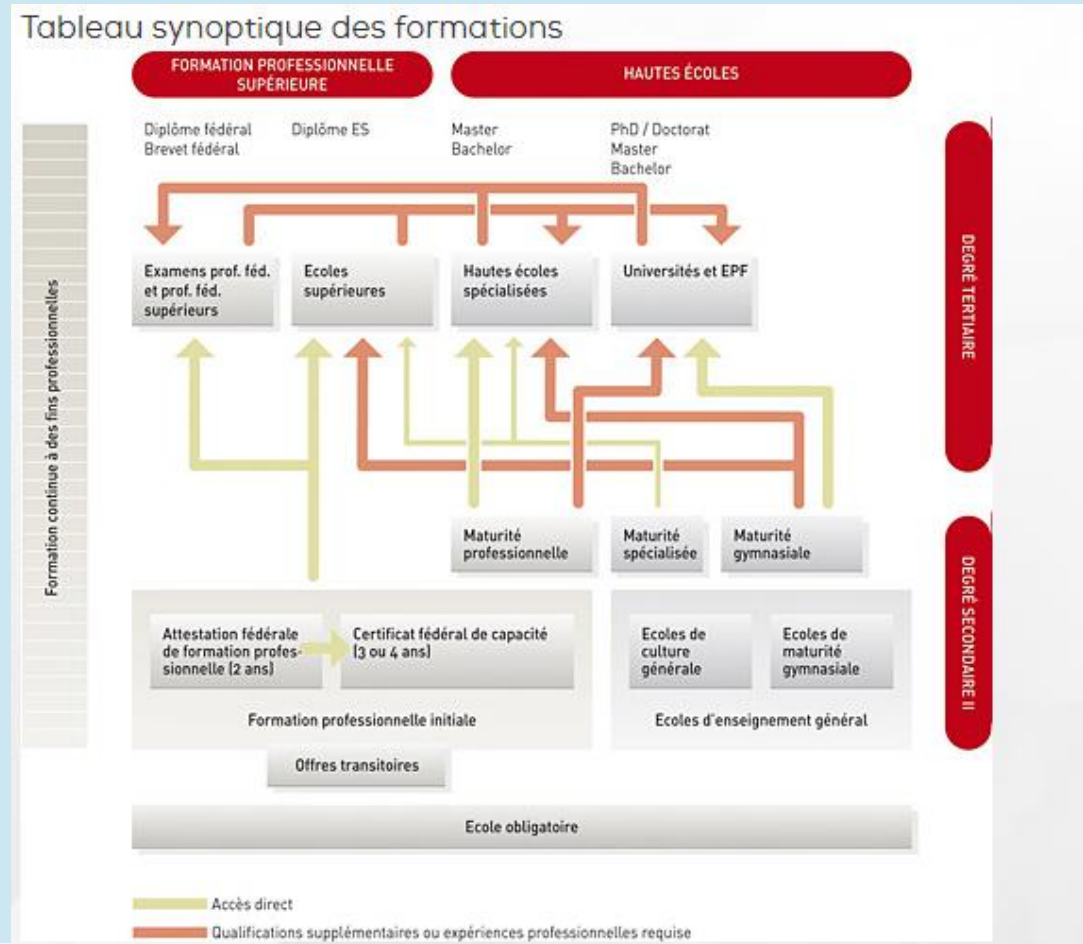 Tableau synoptique des formations
FORMATION PROFESSIONNELLE
SUPÉRIEURE
HAUTES ÉCOLES
Diplôme fédéral
Brevet fédéral
Diplôme ES
Master
Bachelor
PhD / Doctorat
Master
Bachelor
Examens prof. féd.
et prof. féd.
supérieurs
Ecoles
supérieures
Hautes écoles
spécialisées
Universités et EPF
DEGRÉ TERTIAIRE
Formation continue à des fins professionnelles
Maturité
professionnelle
Maturité
spécialisée
Maturité
gymnasiale
DEGRÉ SECONDAIRE II
Attestation fédérale
de formation profes-
sionnelle (2 ans)
Certificat fédéral de capacité
(3 ou 4 ans)
Ecoles de
culture
générale
Ecoles de
maturité
gymnasiale
Formation professionnelle initiale
Ecoles d'enseignement général
Offres transitoires
Ecole obligatoire
Accès direct
Qualifications supplémentaires ou expériences professionnelles requise